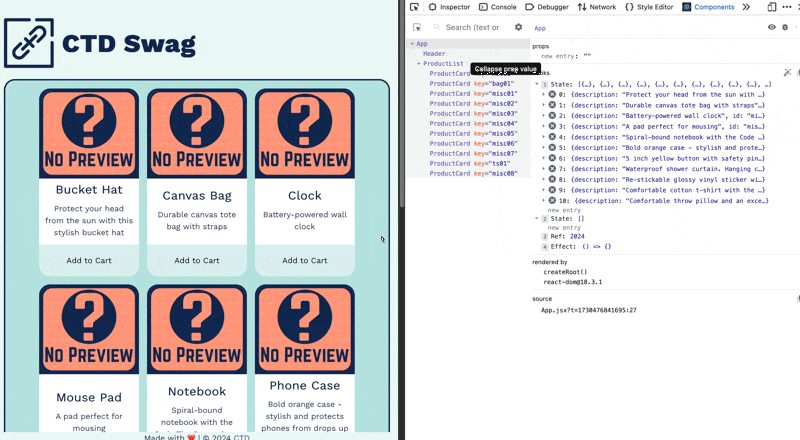 CTD Swag
NO PREVIEW
NO PREVIEW
NO PREVIEW
Bucket Hat
Protect your head
from the sun with this
stylish bucket hat
Add to Cart
Canvas Bag
Durable canvas tote
bag with straps
Add to Cart
Clock
Battery-powered wall
clock
Add to Cart
NO PREVIEW
NO PREVIEW
NO PREVIEW
Mouse Pad
A pad perfect for
mousing
Notebook
Spiral-bound
notebook with the
Phone Case
Bold orange case -
stylish and protects
phones from drops up
Made with ❤️ | © 2024 CTD
Inspector
Console
Debugger
Network
Style Editor
Components
Search (text or
App
App
Header
ProductList
Collapse prop value
ProductCard
ProductCard key="bag01"
ProductCard key="misc01"
ProductCard key="misc02"
ProductCard key="misc03"
ProductCard key="misc04"
ProductCard key="misc05"
ProductCard key="misc06"
ProductCard key="misc07"
ProductCard key="ts01"
ProductCard key="misc08"
props
new entry: ""
1 State: [{…}, {…}, {…}, {…}, {…}, {…}, {…}, {…}, {…}, {…}, …]
0: {description: "Protect your head from the sun with …}
1: {description: "Durable canvas tote bag with straps"…}
2: {description: "Battery-powered wall clock", id: "mi…}
3: {description: "A pad perfect for mousing", id: "misc…}
4: {description: "Spiral-bound notebook with the Code …}
5: {description: "Bold orange case - stylish and prote…}
6: {description: "5 inch yellow button with safety pin…}
7: {description: "Waterproof shower curtain. Hanging c…}
8: {description: "Re-stickable glossy vinyl sticker wi…}
9: {description: "Comfortable cotton t-shirt with the …}
10: {description: "Comfortable throw pillow and an exce…}
new entry
2 State: []
new entry
3 Ref: 2024
4 Effect: () => {}
rendered by
createRoot()
react-dom@18.3.1
source
App.jsx?t=1730476841695:27